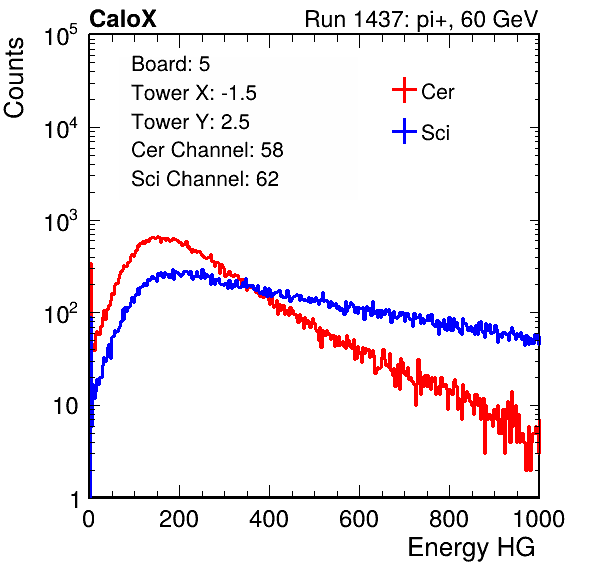 CaloX
Run 1437: pi+, 60 GeV
Counts
Board: 5
Tower X: -1.5
Tower Y: 2.5
Cer Channel: 58
Sci Channel: 62
Cer
Sci
10^5
10^4
10^3
10^2
10
1
0 200 400 600 800 1000
Energy HG